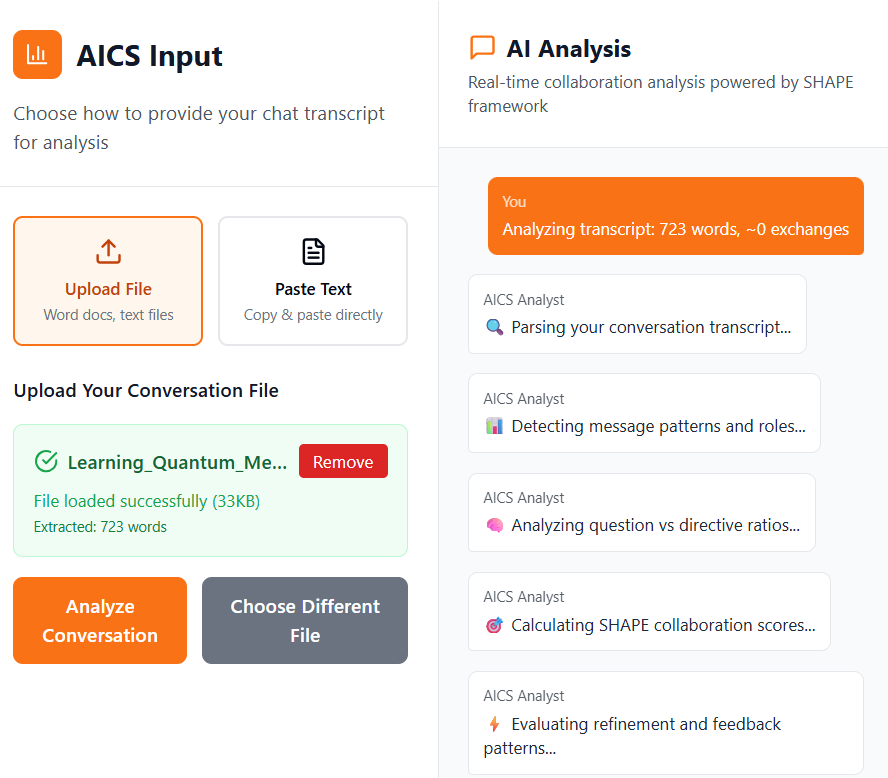 AICS Input
Choose how to provide your chat transcript
for analysis
Upload File
Word docs, text files
Paste Text
Copy & paste directly
Upload Your Conversation File
Learning_Quantum_Me...
Remove
File loaded successfully (33KB)
Extracted: 723 words
Analyze
Conversation
Choose Different
File
AI Analysis
Real-time collaboration analysis powered by SHAPE
framework
You
Analyzing transcript: 723 words, ~0 exchanges
AICS Analyst
🔍 Parsing your conversation transcript...
AICS Analyst
📊 Detecting message patterns and roles...
AICS Analyst
🧠 Analyzing question vs directive ratios...
AICS Analyst
🎯 Calculating SHAPE collaboration scores...
AICS Analyst
⚡ Evaluating refinement and feedback
patterns...